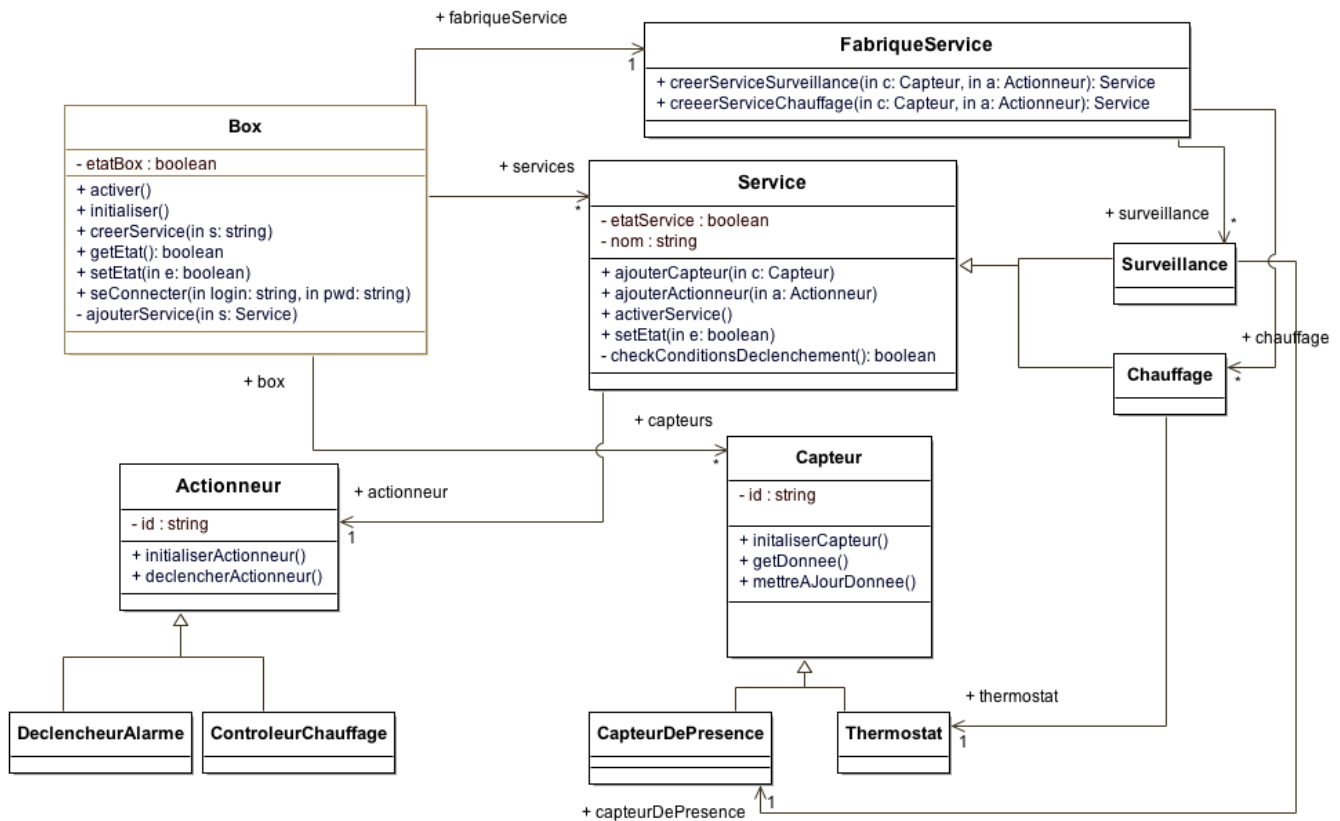 + fabriqueService
1
FabriqueService
+ creerServiceSurveillance(in c: Capteur, in a: Actionneur): Service
+ creeerServiceChauffage(in c: Capteur, in a: Actionneur): Service
Box
- etatBox : boolean
+ activer()
+ initialiser()
+ creerService(in s: string)
+ getEtat(): boolean
+ setEtat(in e: boolean)
+ seConnecter(in login: string, in pwd: string)
- ajouterService(in s: Service)
+ services
*
Service
- etatService : boolean
- nom : string
+ ajouterCapteur(in c: Capteur)
+ ajouterActionneur(in a: Actionneur)
+ activerService()
+ setEtat(in e: boolean)
- checkConditionsDeclenchement(): boolean
+ surveillance
*
Surveillance
+ chauffage
*
Chauffage
+ box
+ capteurs
*
Actionneur
- id : string
+ initialiserActionneur()
+ declencherActionneur()
+ actionneur
1
Capteur
- id : string
+ initaliserCapteur()
+ getDonnee()
+ mettreAJourDonnee()
DeclencheurAlarme
ControleurChauffage
CapteurDePresence
Thermostat
+ thermostat
1
+ capteurDePresence
1